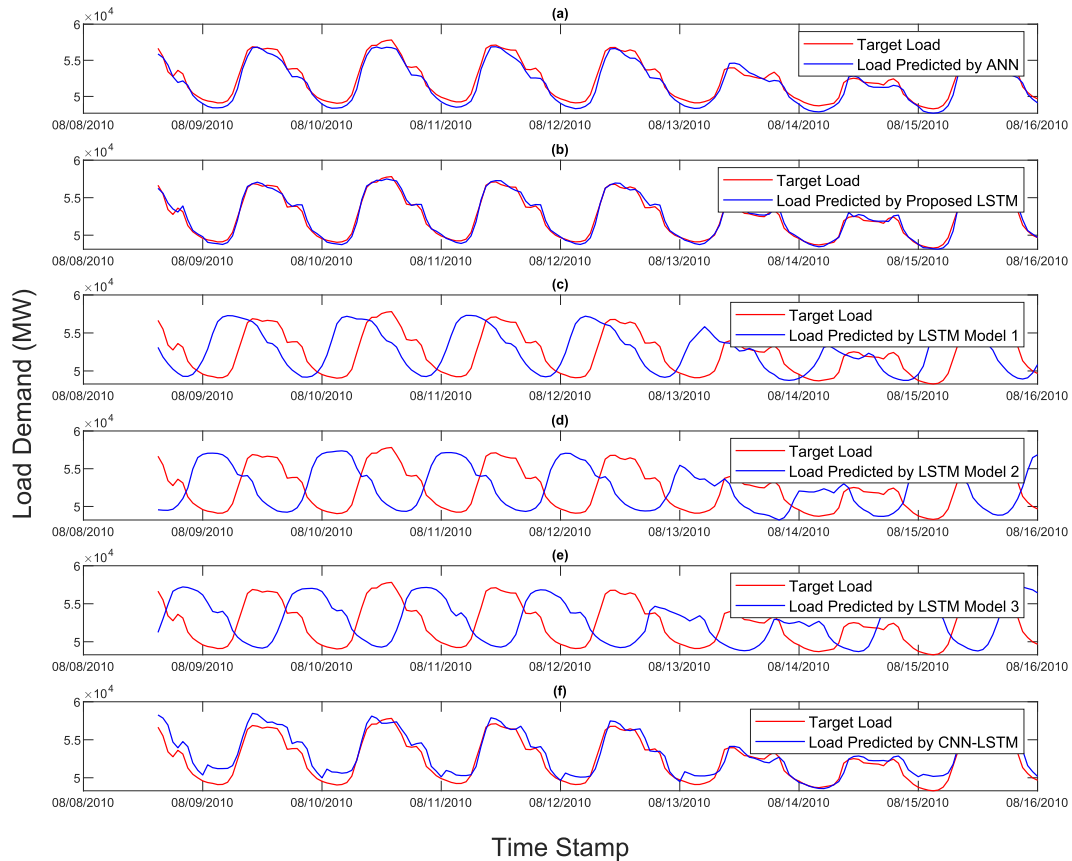 (a)
×10⁴
6
5.5
5
Target Load
Load Predicted by ANN
08/08/2010 08/09/2010 08/10/2010 08/11/2010 08/12/2010 08/13/2010 08/14/2010 08/15/2010 08/16/2010
(b)
×10⁴
6
5.5
5
Target Load
Load Predicted by Proposed LSTM
08/08/2010 08/09/2010 08/10/2010 08/11/2010 08/12/2010 08/13/2010 08/14/2010 08/15/2010 08/16/2010
(c)
×10⁴
6
5.5
5
Target Load
Load Predicted by LSTM Model 1
08/08/2010 08/09/2010 08/10/2010 08/11/2010 08/12/2010 08/13/2010 08/14/2010 08/15/2010 08/16/2010
Load Demand (MW)
(d)
×10⁴
6
5.5
5
Target Load
Load Predicted by LSTM Model 2
08/08/2010 08/09/2010 08/10/2010 08/11/2010 08/12/2010 08/13/2010 08/14/2010 08/15/2010 08/16/2010
(e)
×10⁴
6
5.5
5
Target Load
Load Predicted by LSTM Model 3
08/08/2010 08/09/2010 08/10/2010 08/11/2010 08/12/2010 08/13/2010 08/14/2010 08/15/2010 08/16/2010
(f)
×10⁴
6
5.5
5
Target Load
Load Predicted by CNN-LSTM
08/08/2010 08/09/2010 08/10/2010 08/11/2010 08/12/2010 08/13/2010 08/14/2010 08/15/2010 08/16/2010
Time Stamp